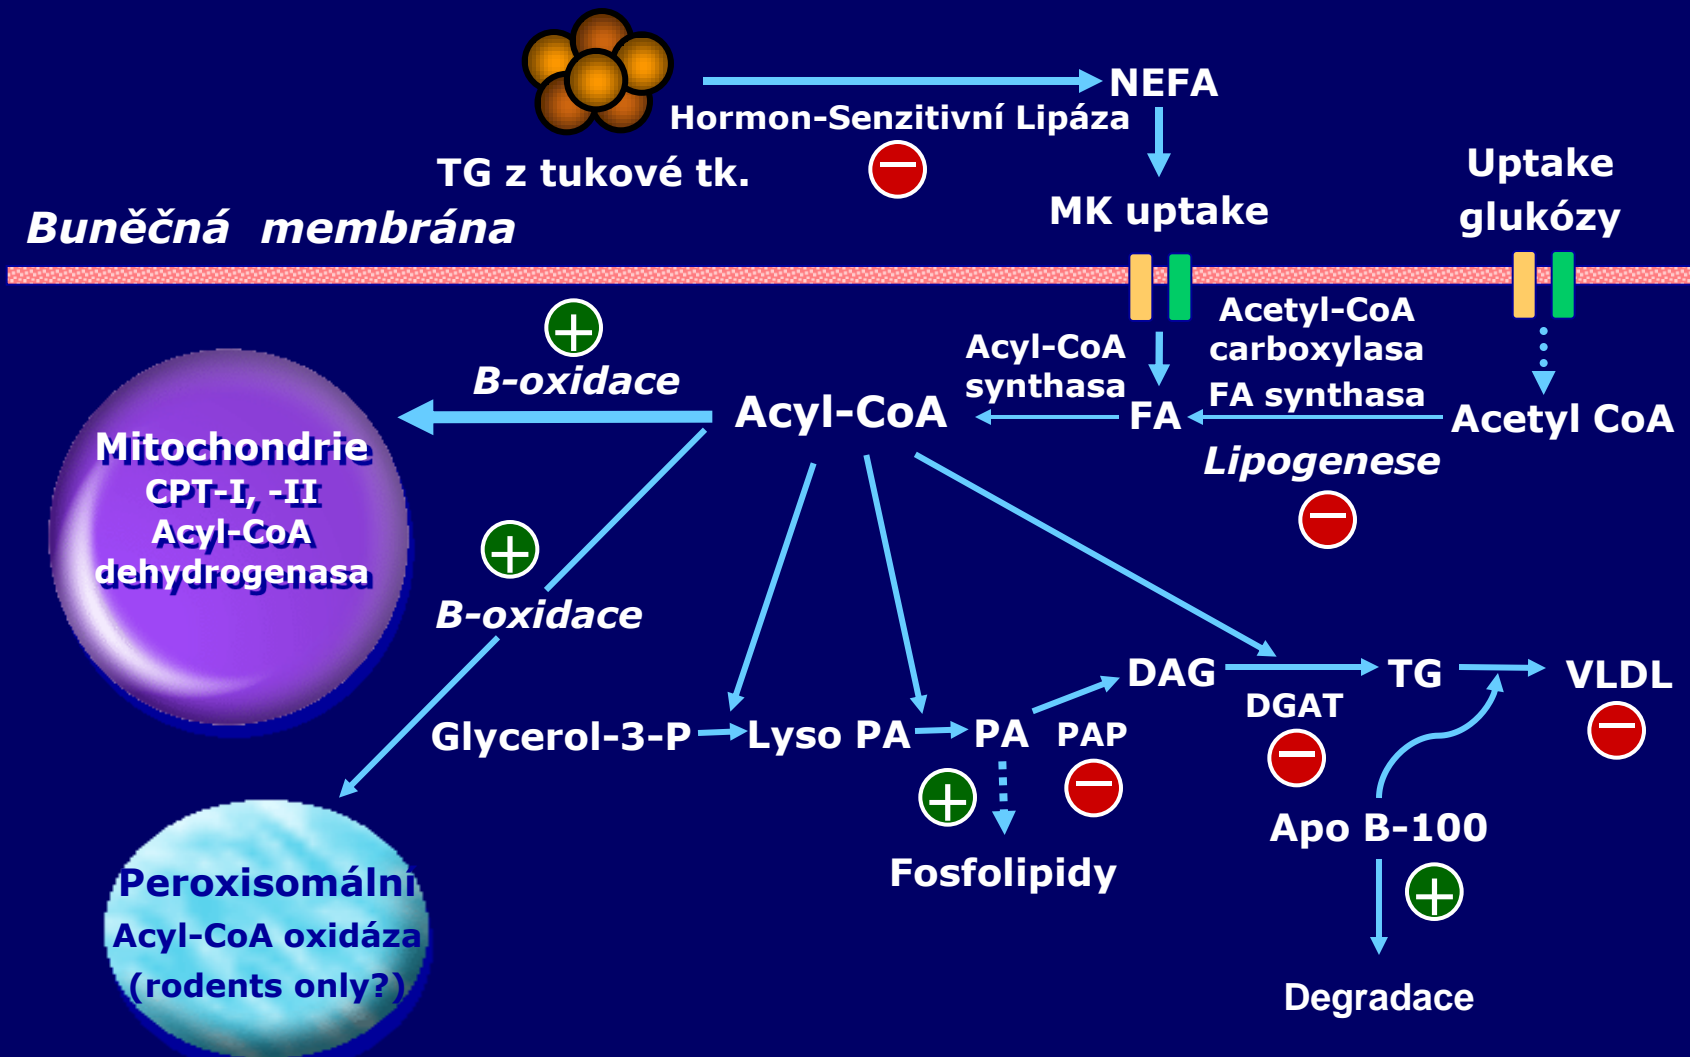 NEFA
Hormon-Senzitivní Lipáza
TG z tukové tk.
MK uptake
Uptake
glukózy
Buněčná membrána
B-oxidace
Acyl-CoA
synthasa
Acetyl-CoA
carboxylasa
FA synthasa
Acyl-CoA
FA
Acetyl CoA
Lipogenese
Mitochondrie
CPT-I, -II
Acyl-CoA
dehydrogenasa
B-oxidace
DAG
TG
VLDL
DGAT
Glycerol-3-P
Lyso PA
PA
PAP
Apo B-100
Fosfolipidy
Peroxisomální
Acyl-CoA oxidáza
(rodents only?)
Degradace